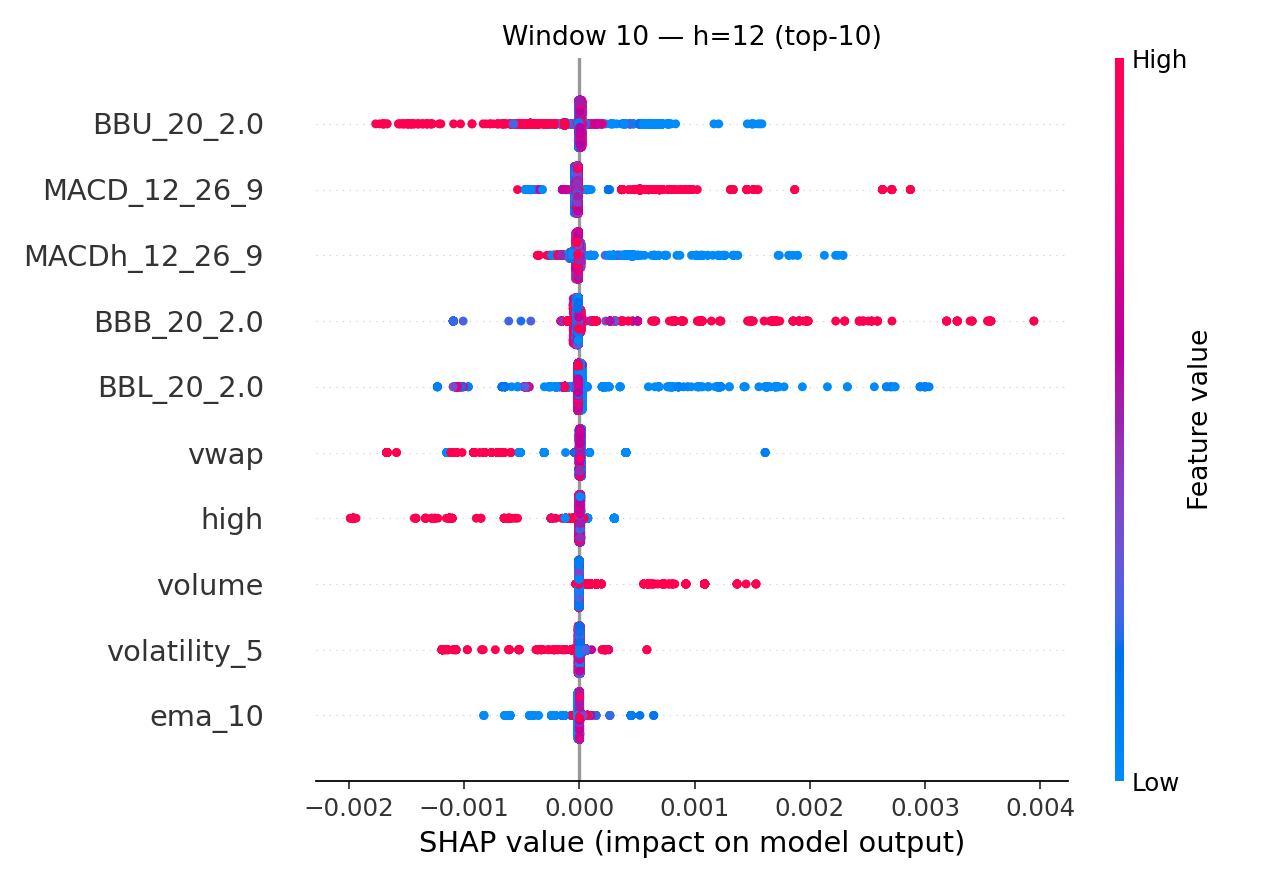 Window 10 — h=12 (top-10)
High
BBU_20_2.0
MACD_12_26_9
MACDh_12_26_9
BBB_20_2.0
BBL_20_2.0
vwap
high
volume
volatility_5
ema_10
Feature value
Low
−0.002 −0.001 0.000 0.001 0.002 0.003 0.004
SHAP value (impact on model output)